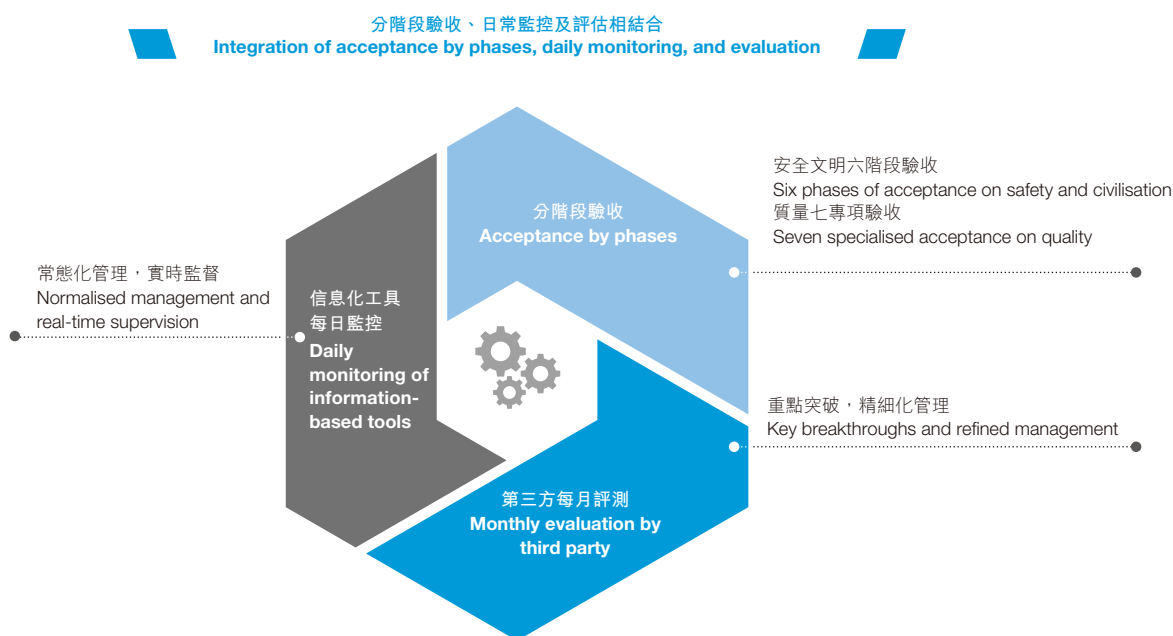 分階段驗收、日常監控及評估相結合
Integration of acceptance by phases, daily monitoring, and evaluation
分階段驗收
Acceptance by phases
安全文明六階段驗收
Six phases of acceptance on safety and civilisation
質量七專項驗收
Seven specialised acceptance on quality
常態化管理，實時監督
Normalised management and
real-time supervision
信息化工具
每日監控
Daily
monitoring of
information-
based tools
重點突破，精細化管理
Key breakthroughs and refined management
第三方每月評測
Monthly evaluation by
third party